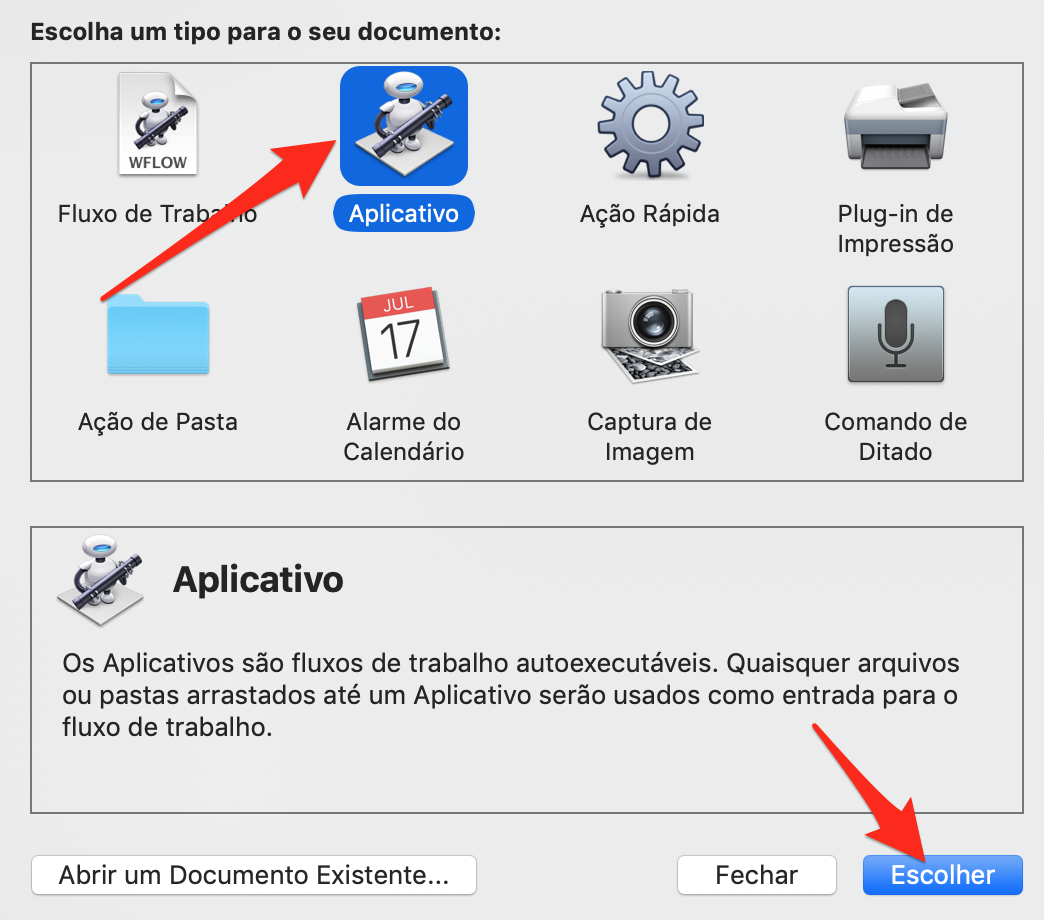 Escolha um tipo para o seu documento:
WFLOW
Fluxo de Trabalho
Aplicativo
Ação Rápida
Plug-in de
Impressão
JUL
17
Ação de Pasta
Alarme do
Calendário
Captura de
Imagem
Comando de
Ditado
Aplicativo
Os Aplicativos são fluxos de trabalho autoexecutáveis. Quaisquer arquivos
ou pastas arrastados até um Aplicativo serão usados como entrada para o
fluxo de trabalho.
Abrir um Documento Existente...
Fechar
Escolher